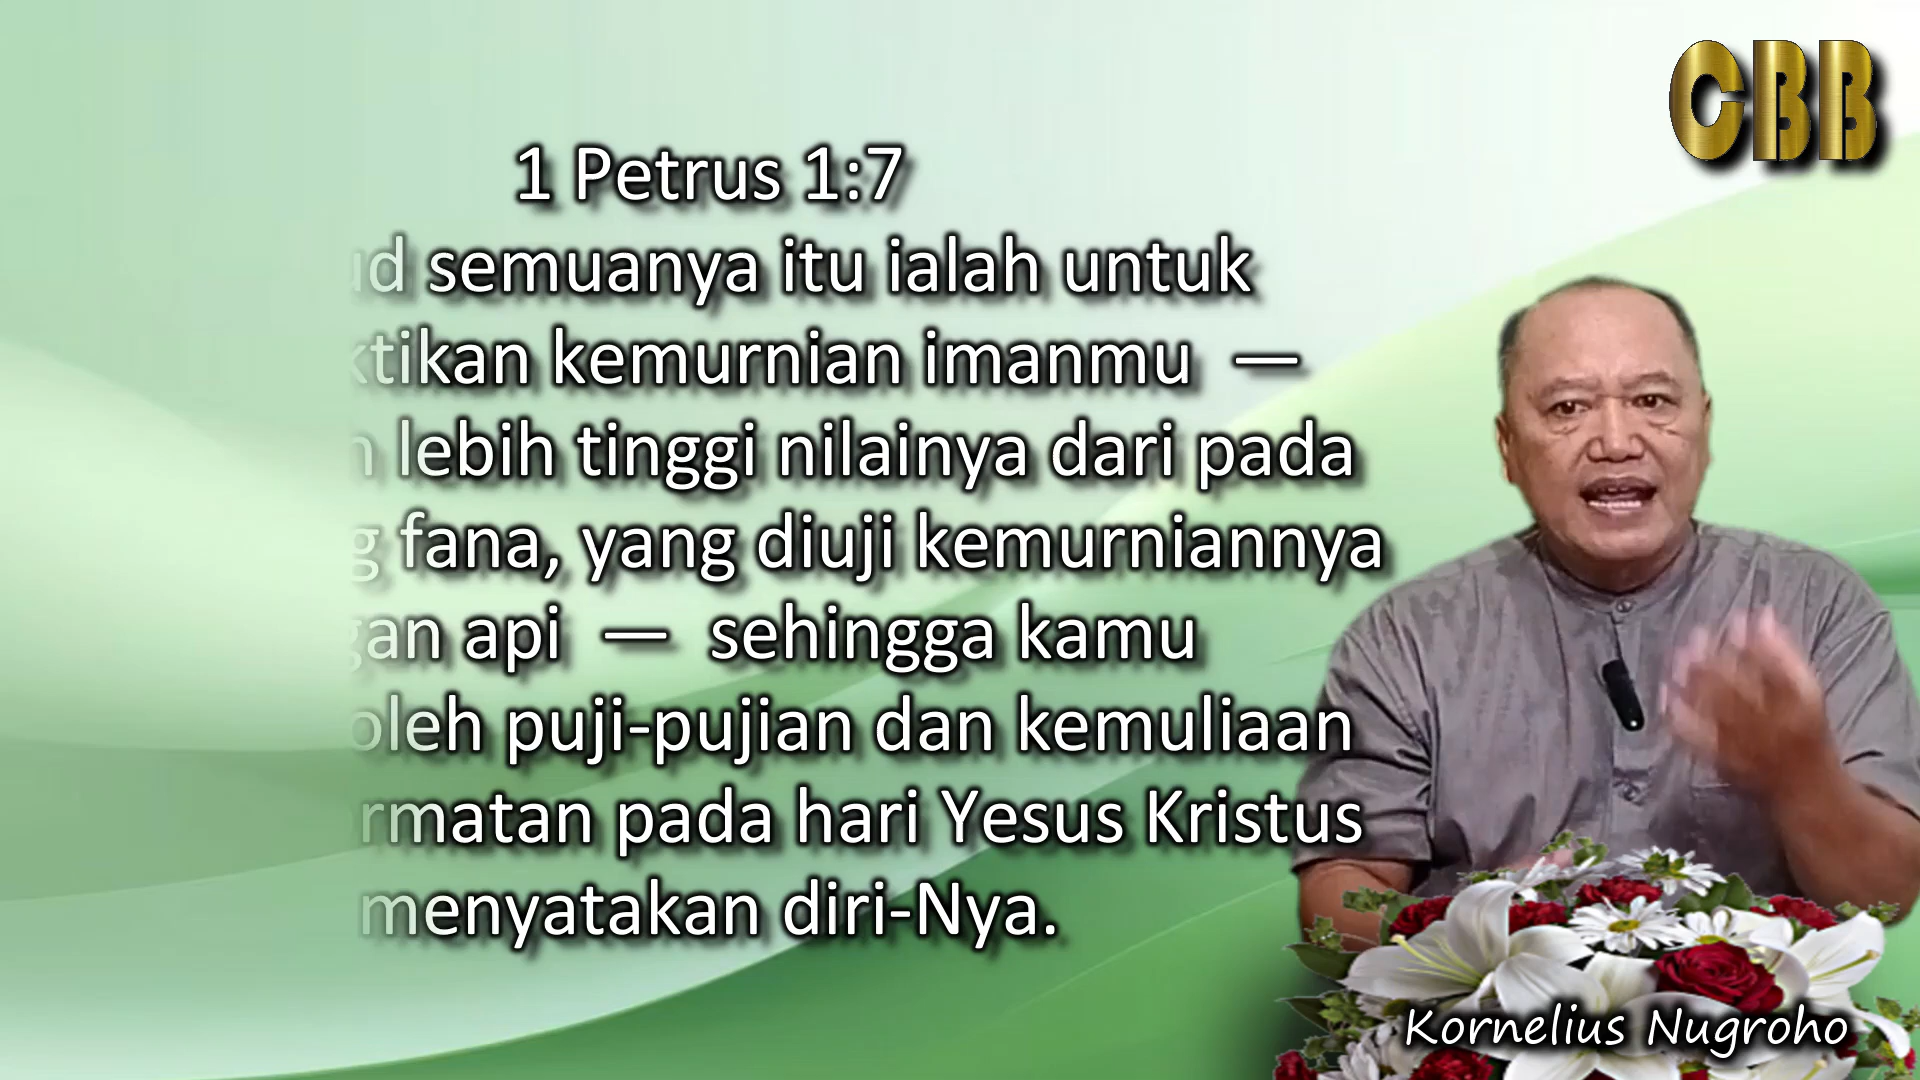 CBB
1 Petrus 1:7
semuanya itu ialah untuk
kemurnian imanmu —
lebih tinggi nilainya dari pada
fana, yang diuji kemurniannya
api — sehingga kamu
puji-pujian dan kemuliaan
pada hari Yesus Kristus
menyatakan diri-Nya.
Kornelius Nugroho